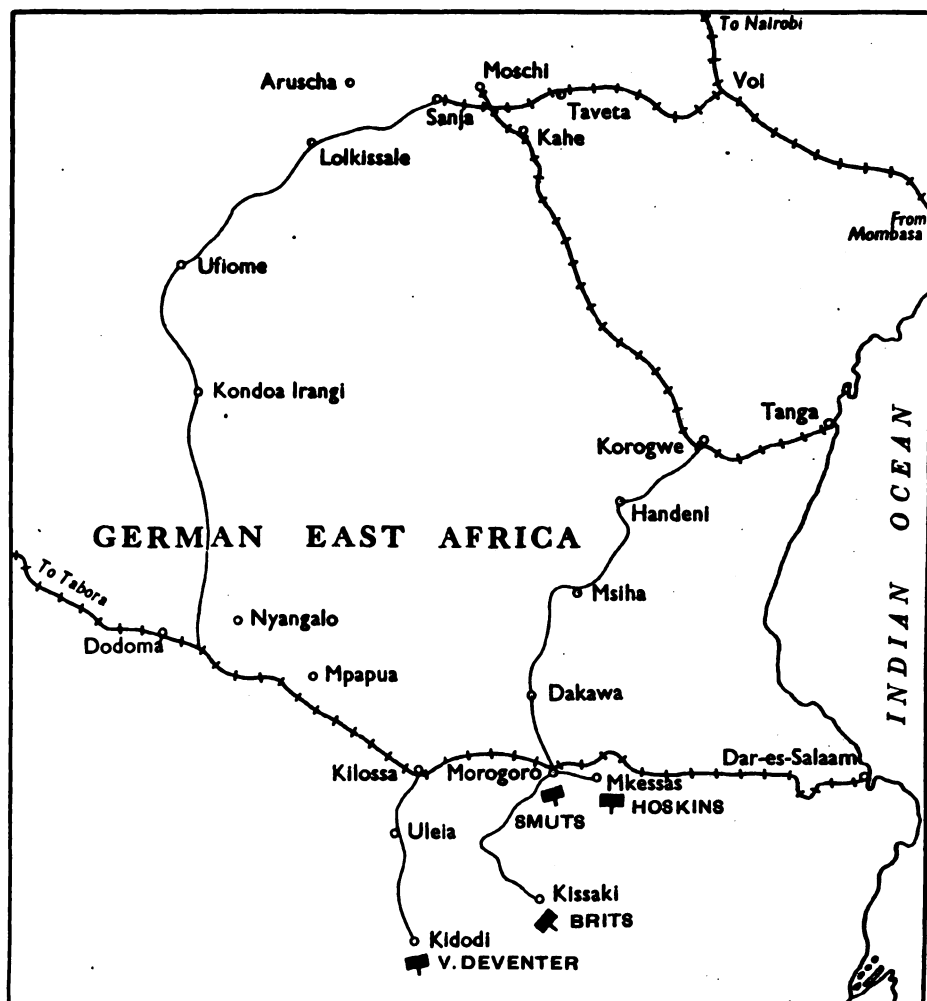 To Nairobi
Moschi
Voi
Aruscha
Sanja
Taveta
Kahe
Lolkissale
From
Mombasa
Ufiome
Kondoa Irangi
Tanga
Korogwe
INDIAN OCEAN
Handeni
GERMAN EAST AFRICA
To Tabora
Msiha
Nyangalo
Dodoma
Mpapua
Dakawa
Dar-es-Salaam
Kilossa
Morogoro
Mkessas
SMUTS
HOSKINS
Uleia
Kissaki
BRITS
Kidodi
V. DEVENTER